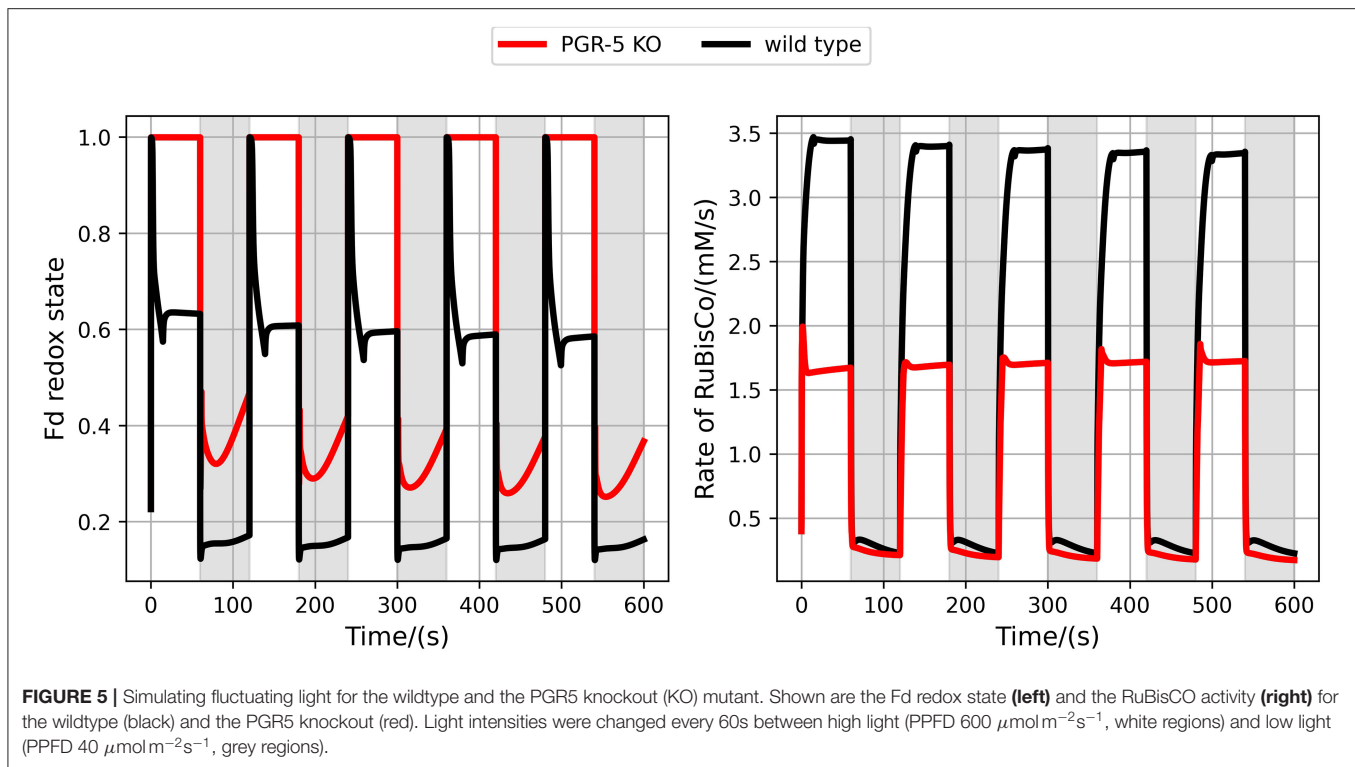 PGR-5 KO
wild type
Fd redox state
1.0
0.8
0.6
0.4
0.2
0
100
200
300
400
500
600
Time/(s)
Rate of RuBisCo/(mM/s)
3.5
3.0
2.5
2.0
1.5
1.0
0.5
0
100
200
300
400
500
600
Time/(s)
FIGURE 5 | Simulating fluctuating light for the wildtype and the PGR5 knockout (KO) mutant. Shown are the Fd redox state (left) and the RuBisCO activity (right) for
the wildtype (black) and the PGR5 knockout (red). Light intensities were changed every 60s between high light (PPFD 600 μmol m⁻²s⁻¹, white regions) and low light
(PPFD 40 μmol m⁻²s⁻¹, grey regions).